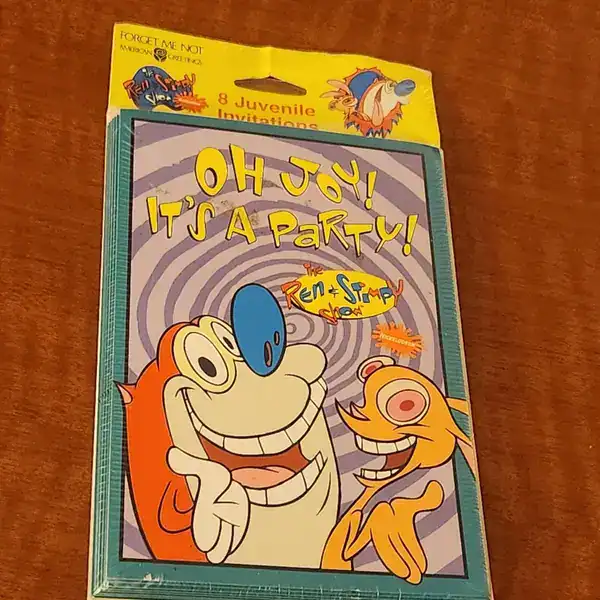 FORGET ME NOT
AMERICAN GREETINGS
The
Ren & Stimpy
Show
8 Juvenile
Invitations
OH JOY!
IT'S A PARTY!
The
Ren & Stimpy
Show
NICKELODEON